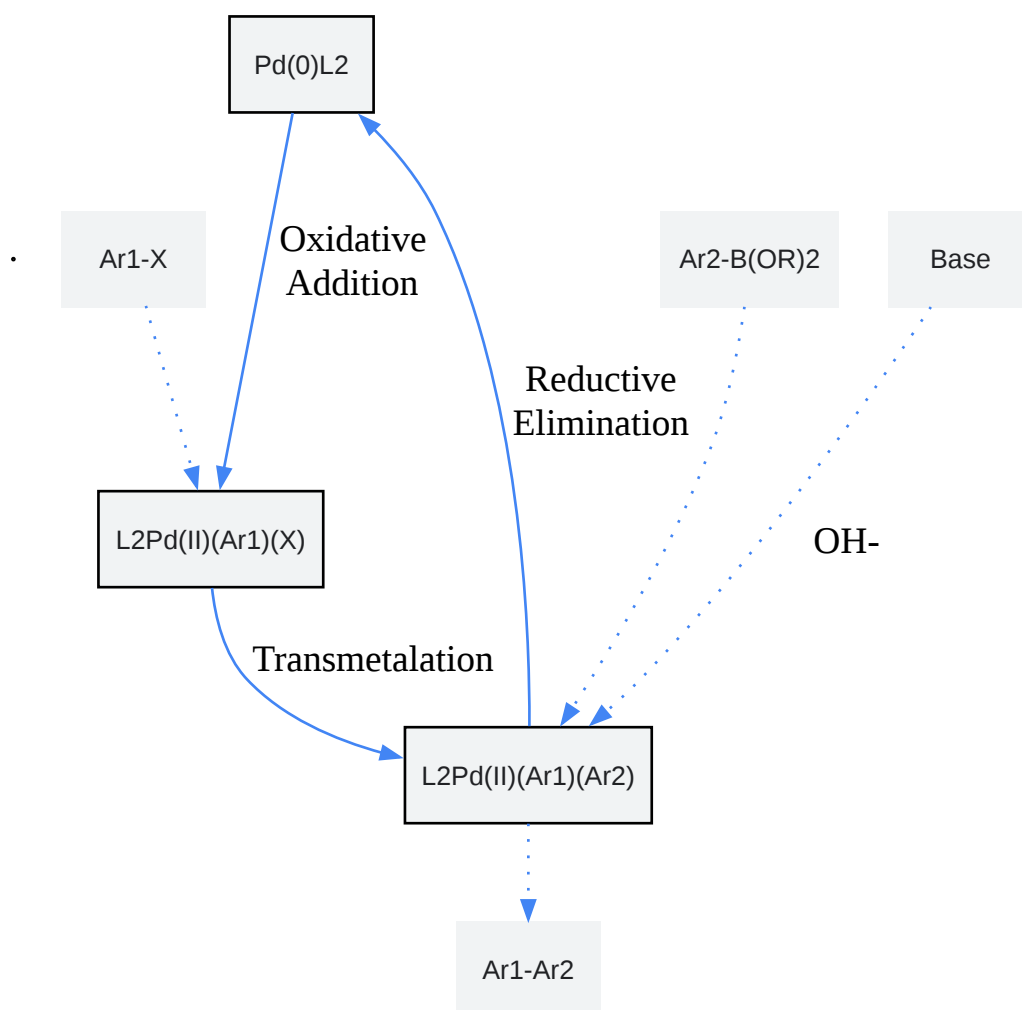 Pd(0)L2
Ar1-X
Oxidative
Addition
Ar2-B(OR)2
Base
Reductive
Elimination
L2Pd(II)(Ar1)(X)
OH-
Transmetalation
L2Pd(II)(Ar1)(Ar2)
Ar1-Ar2